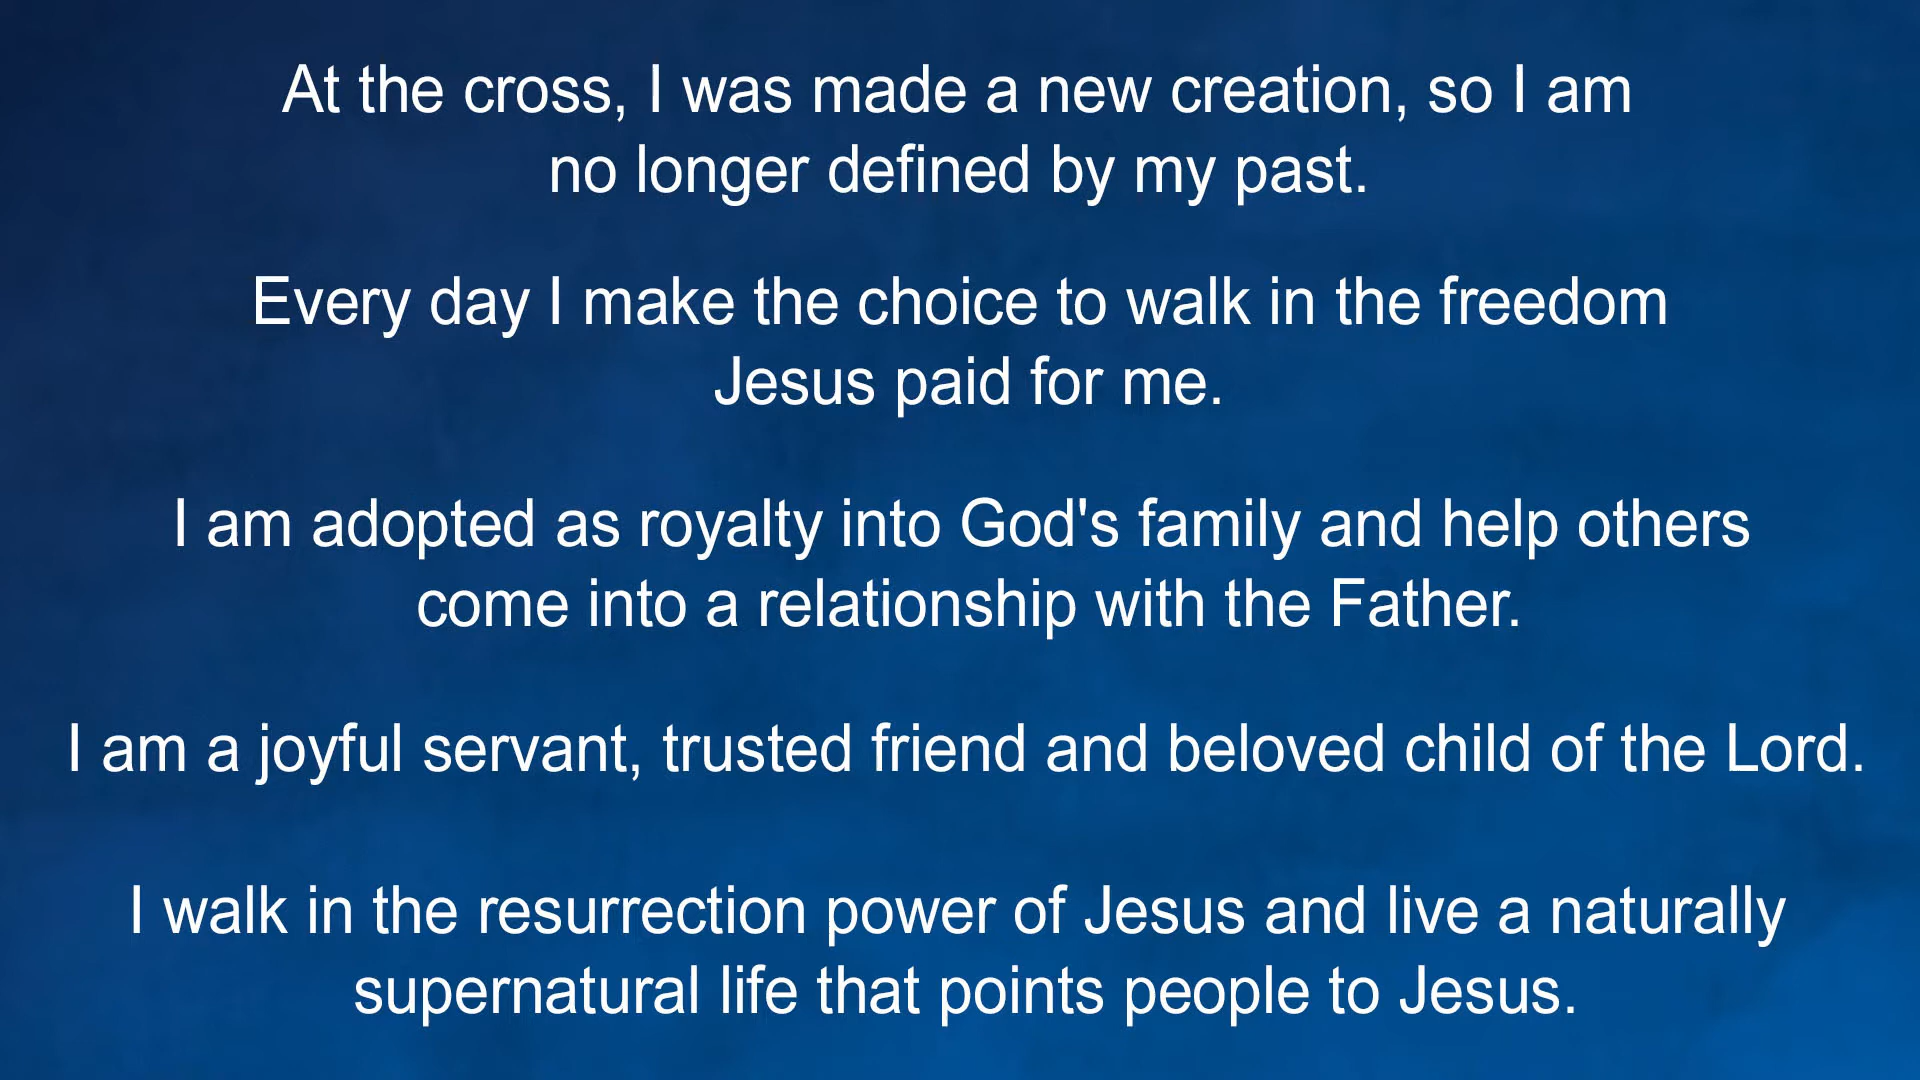 At the cross, I was made a new creation, so I am
no longer defined by my past.
Every day I make the choice to walk in the freedom
Jesus paid for me.
I am adopted as royalty into God's family and help others
come into a relationship with the Father.
I am a joyful servant, trusted friend and beloved child of the Lord.
I walk in the resurrection power of Jesus and live a naturally
supernatural life that points people to Jesus.